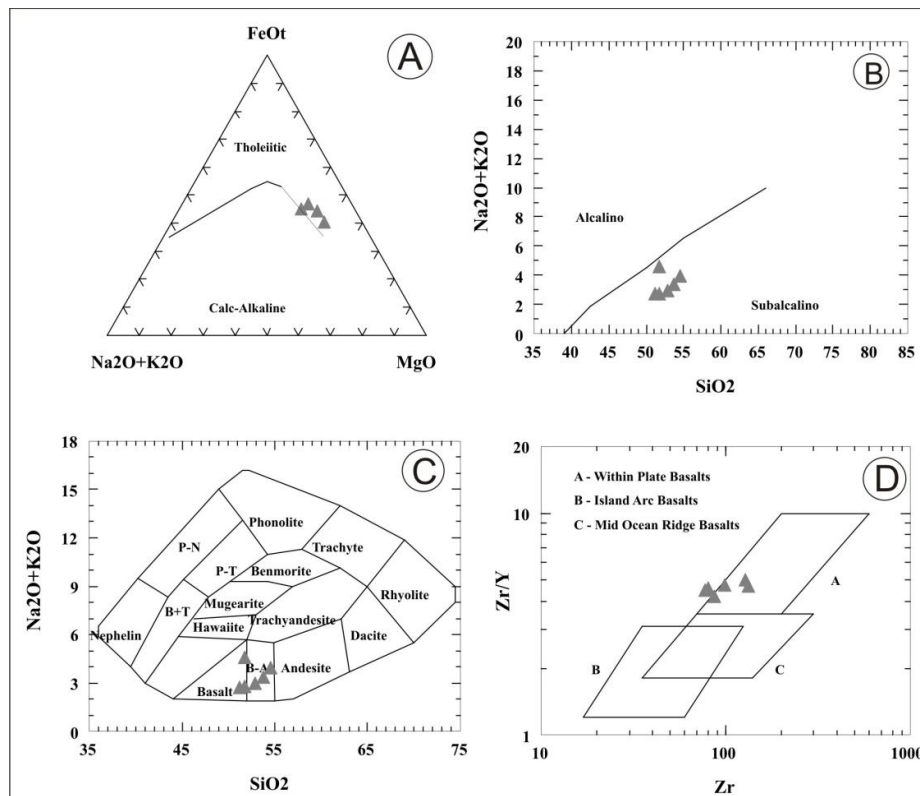 FeOt
A
Tholeiitic
Calc-Alkaline
Na2O+K2O
MgO
B
20
18
16
14
12
10
8
6
4
2
0
Na2O+K2O
Alcalino
Subalcalino
35 40 45 50 55 60 65 70 75 80 85
SiO2
C
18
15
12
9
6
3
0
Na2O+K2O
P-N
Phonolite
P-T
Trachyte
Benmorite
B+T
Mugearite
Rhyolite
Nephelin
Hawaiite
Trachyandesite
Dacite
B-A
Andesite
Basalt
35 45 55 65 75
SiO2
D
20
10
1
Zr/Y
A - Within Plate Basalts
B - Island Arc Basalts
C - Mid Ocean Ridge Basalts
A
B
C
10 100 1000
Zr